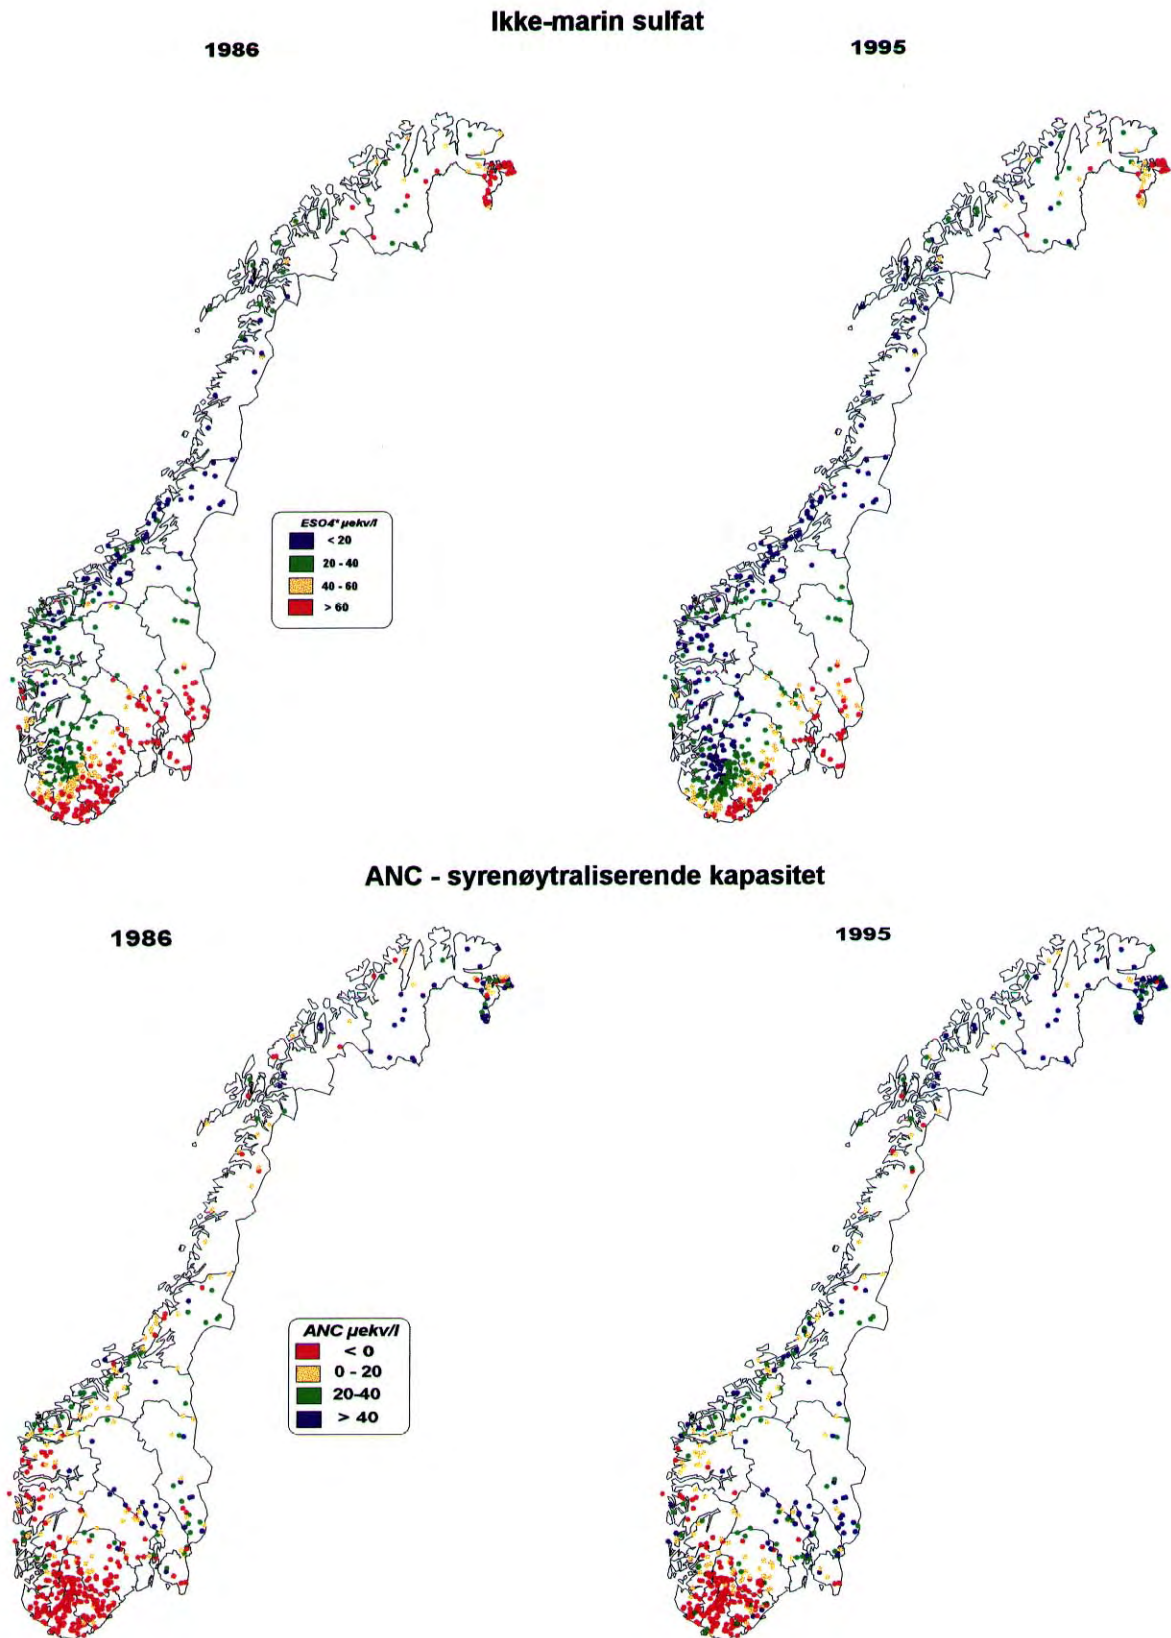 Ikke-marin sulfat
1986
1995
ESO4* µekv/l
< 20
20 - 40
40 - 60
> 60
ANC - syrenøytraliserende kapasitet
1986
1995
ANC µekv/l
< 0
0 - 20
20-40
> 40